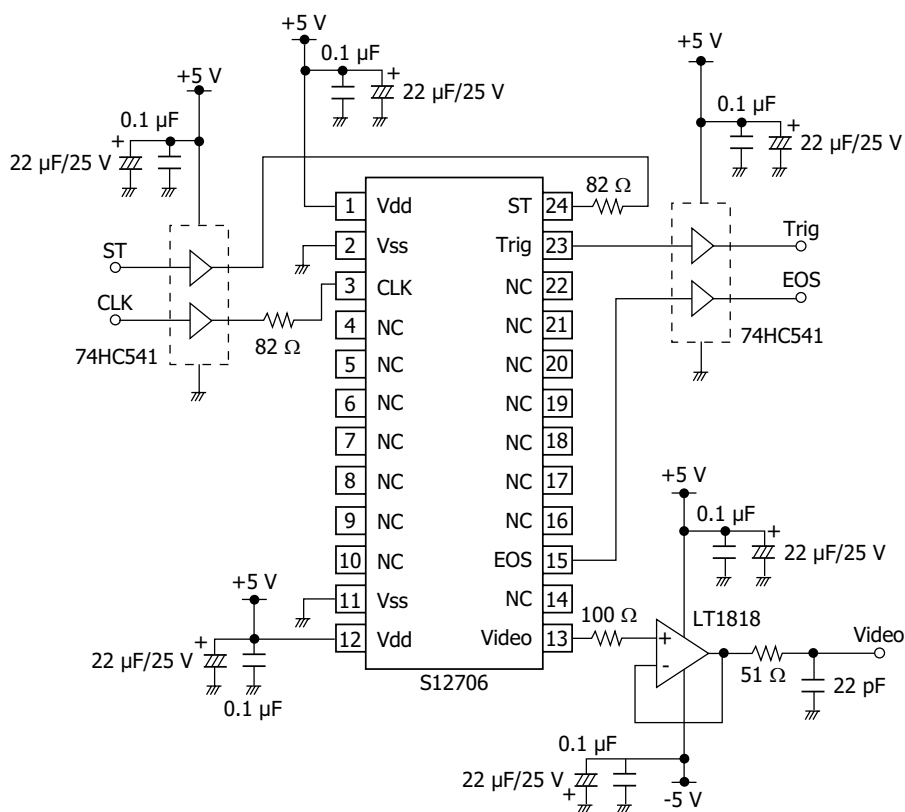 +5 V
0.1 µF
+
22 µF/25 V
+5 V
0.1 µF
+
22 µF/25 V
+5 V
0.1 µF
+
22 µF/25 V
ST
CLK
74HC541
82 Ω
82 Ω
1 Vdd
2 Vss
3 CLK
4 NC
5 NC
6 NC
7 NC
8 NC
9 NC
10 NC
11 Vss
12 Vdd
ST 24
Trig 23
NC 22
NC 21
NC 20
NC 19
NC 18
NC 17
NC 16
EOS 15
NC 14
Video 13
S12706
Trig
EOS
74HC541
+5 V
+
22 µF/25 V
0.1 µF
+5 V
0.1 µF
+
22 µF/25 V
100 Ω
LT1818
+
-
51 Ω
Video
22 pF
0.1 µF
22 µF/25 V
+
-5 V